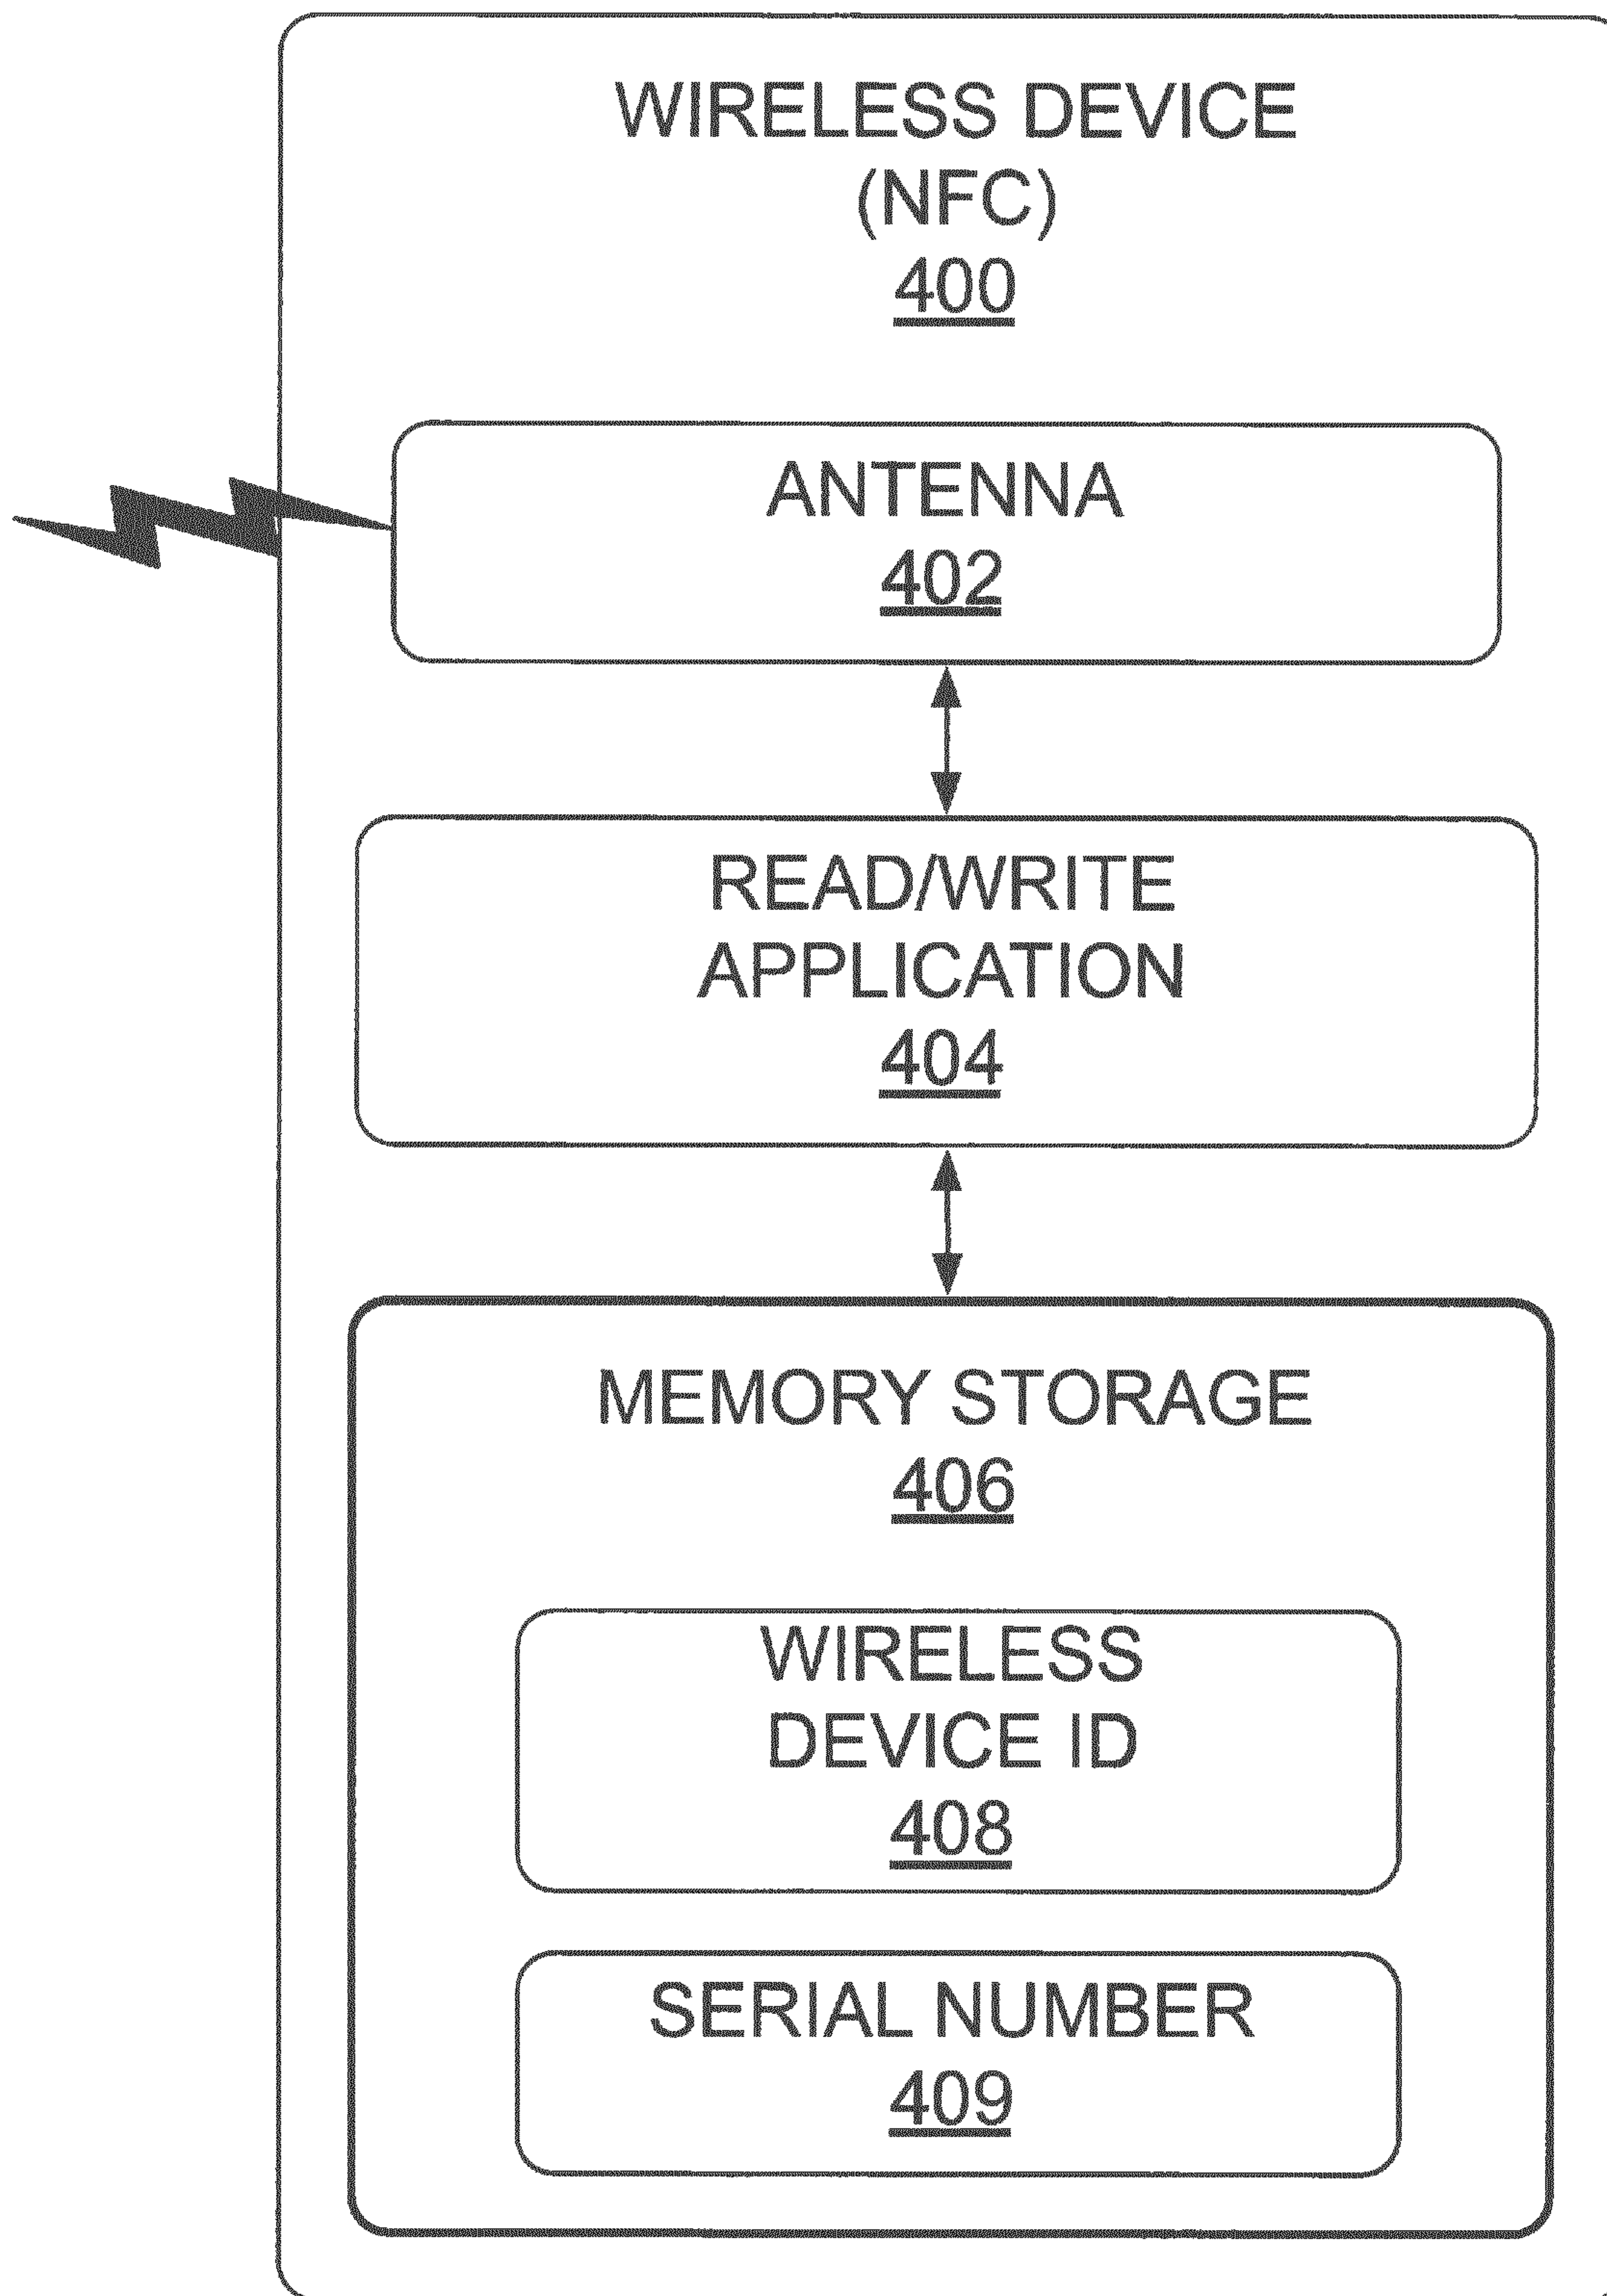 WIRELESS DEVICE
(NFC)
400
ANTENNA
402
READ/WRITE
APPLICATION
404
MEMORY STORAGE
406
WIRELESS
DEVICE ID
408
SERIAL NUMBER
409